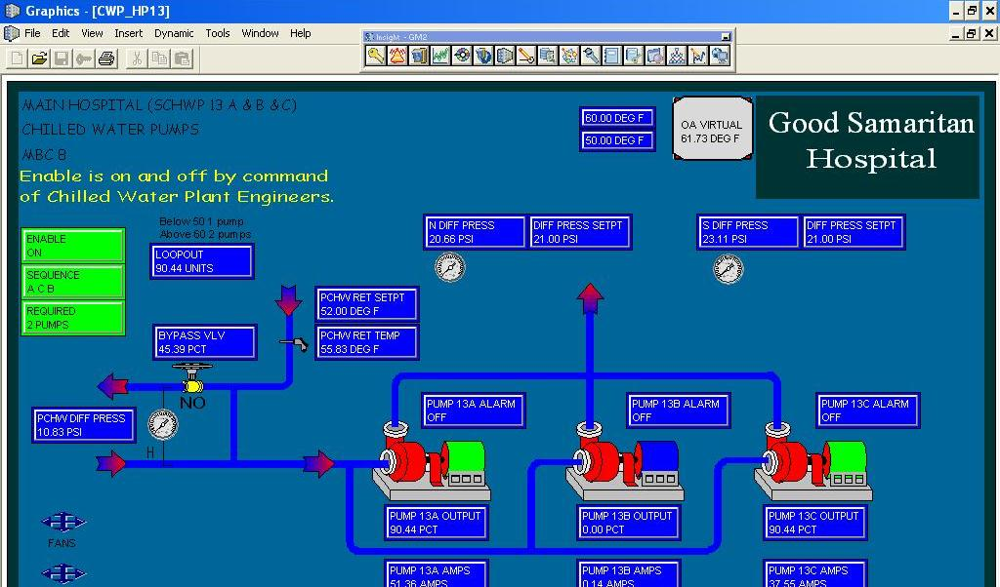 Graphics - [CWP_HP13]
File Edit View Insert Dynamic Tools Window Help
Insight - GM2
MAIN HOSPITAL (SCHWP 13 A & B & C)
CHILLED WATER PUMPS
MBC 8
Enable is on and off by command
of Chilled Water Plant Engineers.
60.00 DEG F
50.00 DEG F
OA VIRTUAL
61.73 DEG F
Good Samaritan
Hospital
ENABLE
ON
SEQUENCE
A C B
REQUIRED
2 PUMPS
Below 50 1 pump
Above 60 2 pumps
LOOPOUT
90.44 UNITS
N DIFF PRESS
20.66 PSI
DIFF PRESS SETPT
21.00 PSI
S DIFF PRESS
23.11 PSI
DIFF PRESS SETPT
21.00 PSI
PCHW RET SETPT
52.00 DEG F
PCHW RET TEMP
55.83 DEG F
BYPASS VLV
45.39 PCT
NO
PCHW DIFF PRESS
10.83 PSI
H
PUMP 13A ALARM
OFF
PUMP 13B ALARM
OFF
PUMP 13C ALARM
OFF
PUMP 13A OUTPUT
90.44 PCT
PUMP 13B OUTPUT
0.00 PCT
PUMP 13C OUTPUT
90.44 PCT
FANS
PUMP 13A AMPS
51.36 AMPS
PUMP 13B AMPS
0.14 AMPS
PUMP 13C AMPS
37.55 AMPS